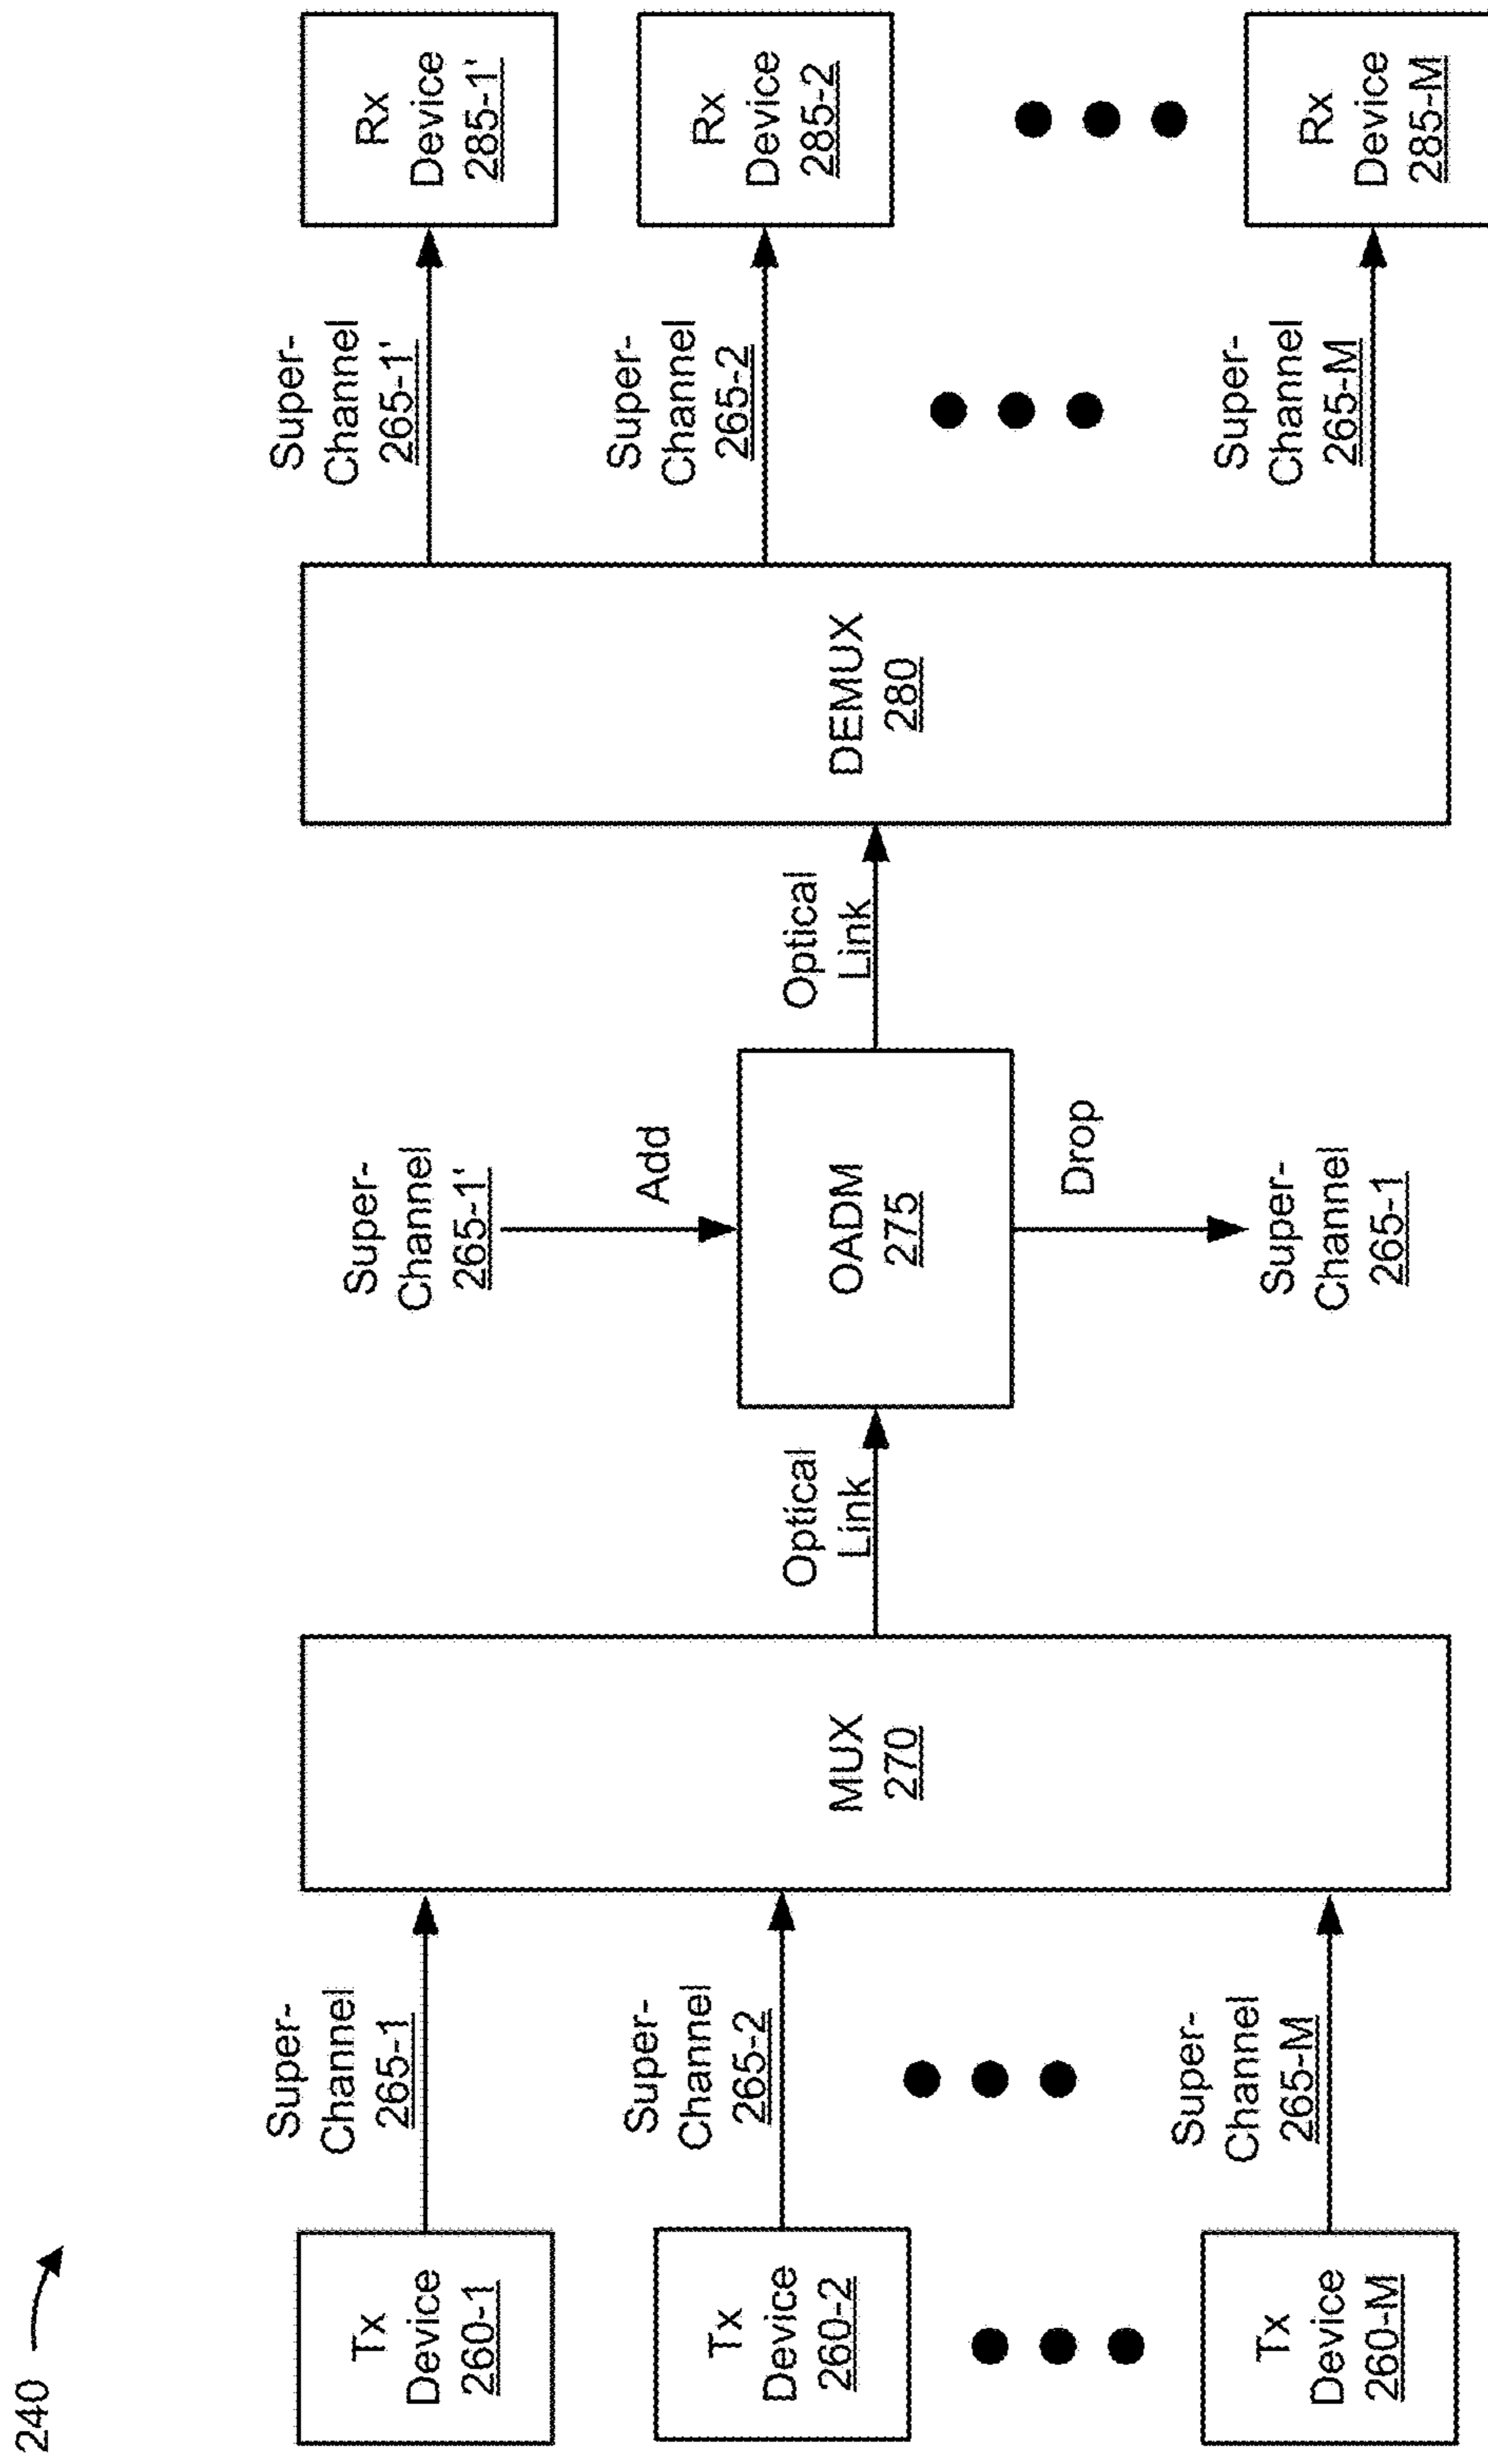 240
Tx
Device
260-1
Super-
Channel
265-1
Tx
Device
260-2
Super-
Channel
265-2
Tx
Device
260-M
Super-
Channel
265-M
MUX
270
Optical
Link
Super-
Channel
265-1'
Add
OADM
275
Drop
Super-
Channel
265-1
Optical
Link
DEMUX
280
Super-
Channel
265-1'
Rx
Device
285-1'
Super-
Channel
265-2
Rx
Device
285-2
Super-
Channel
265-M
Rx
Device
285-M